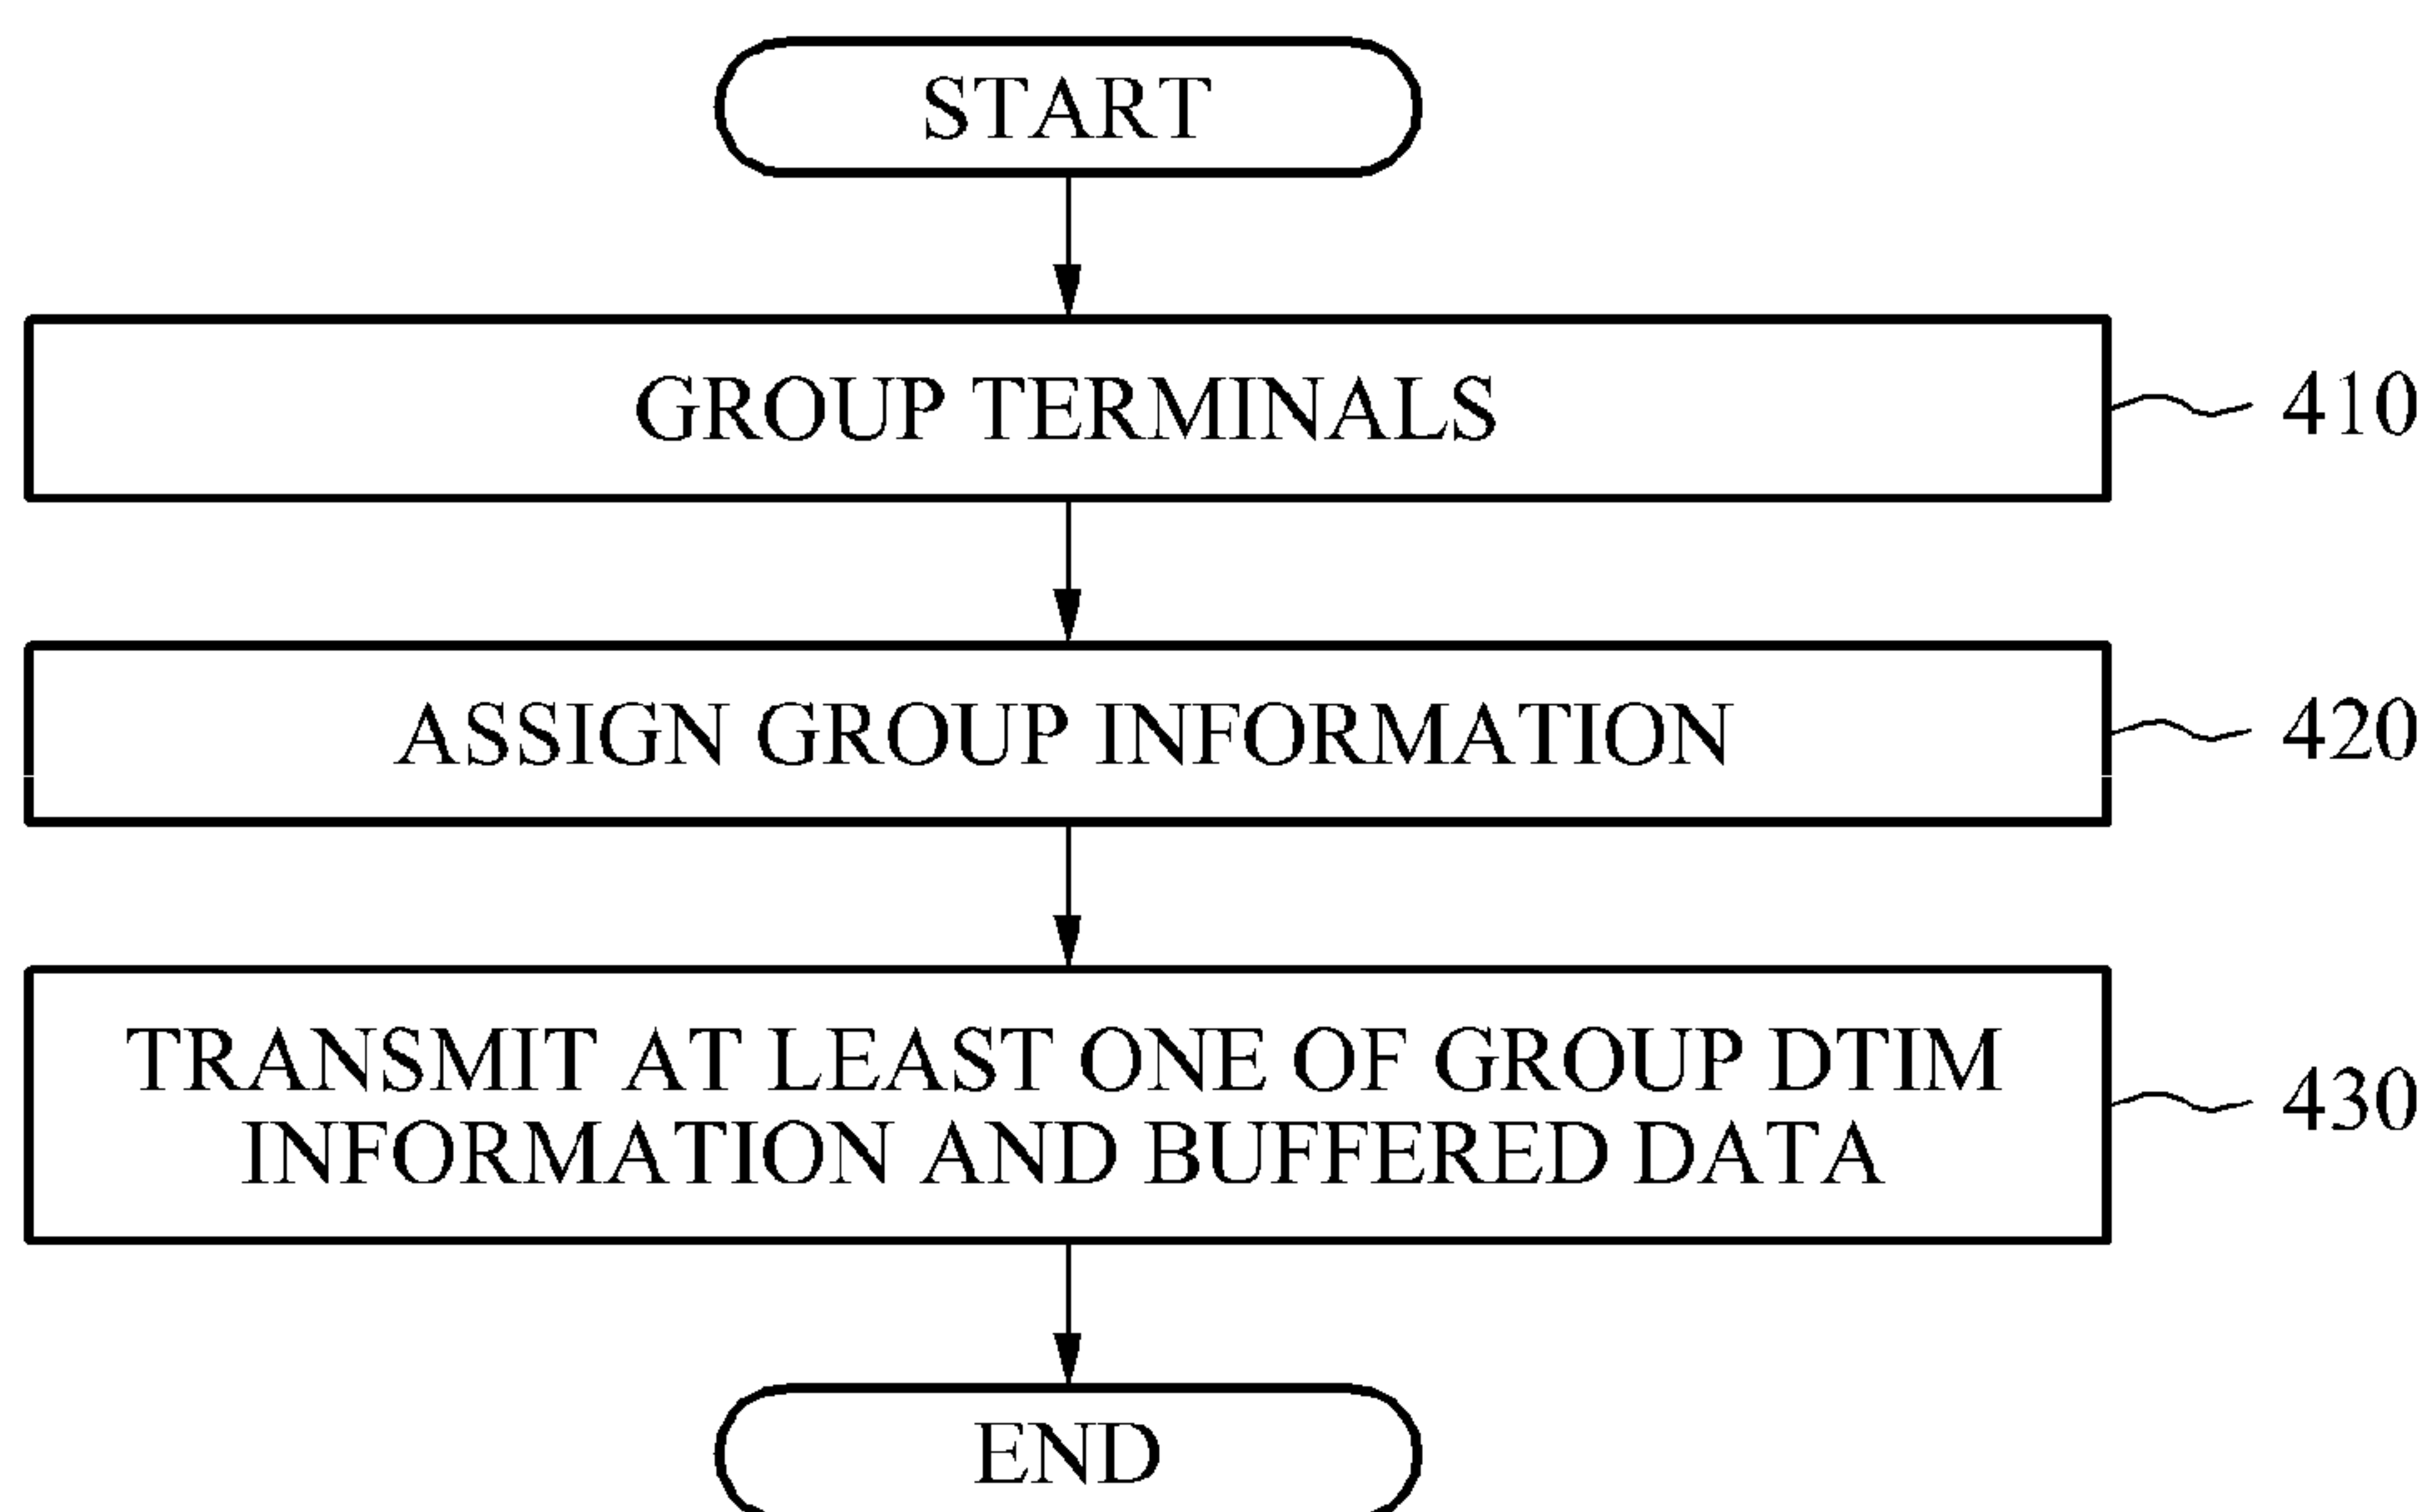 START
GROUP TERMINALS
410
ASSIGN GROUP INFORMATION
420
TRANSMIT AT LEAST ONE OF GROUP DTIM
INFORMATION AND BUFFERED DATA
430
END